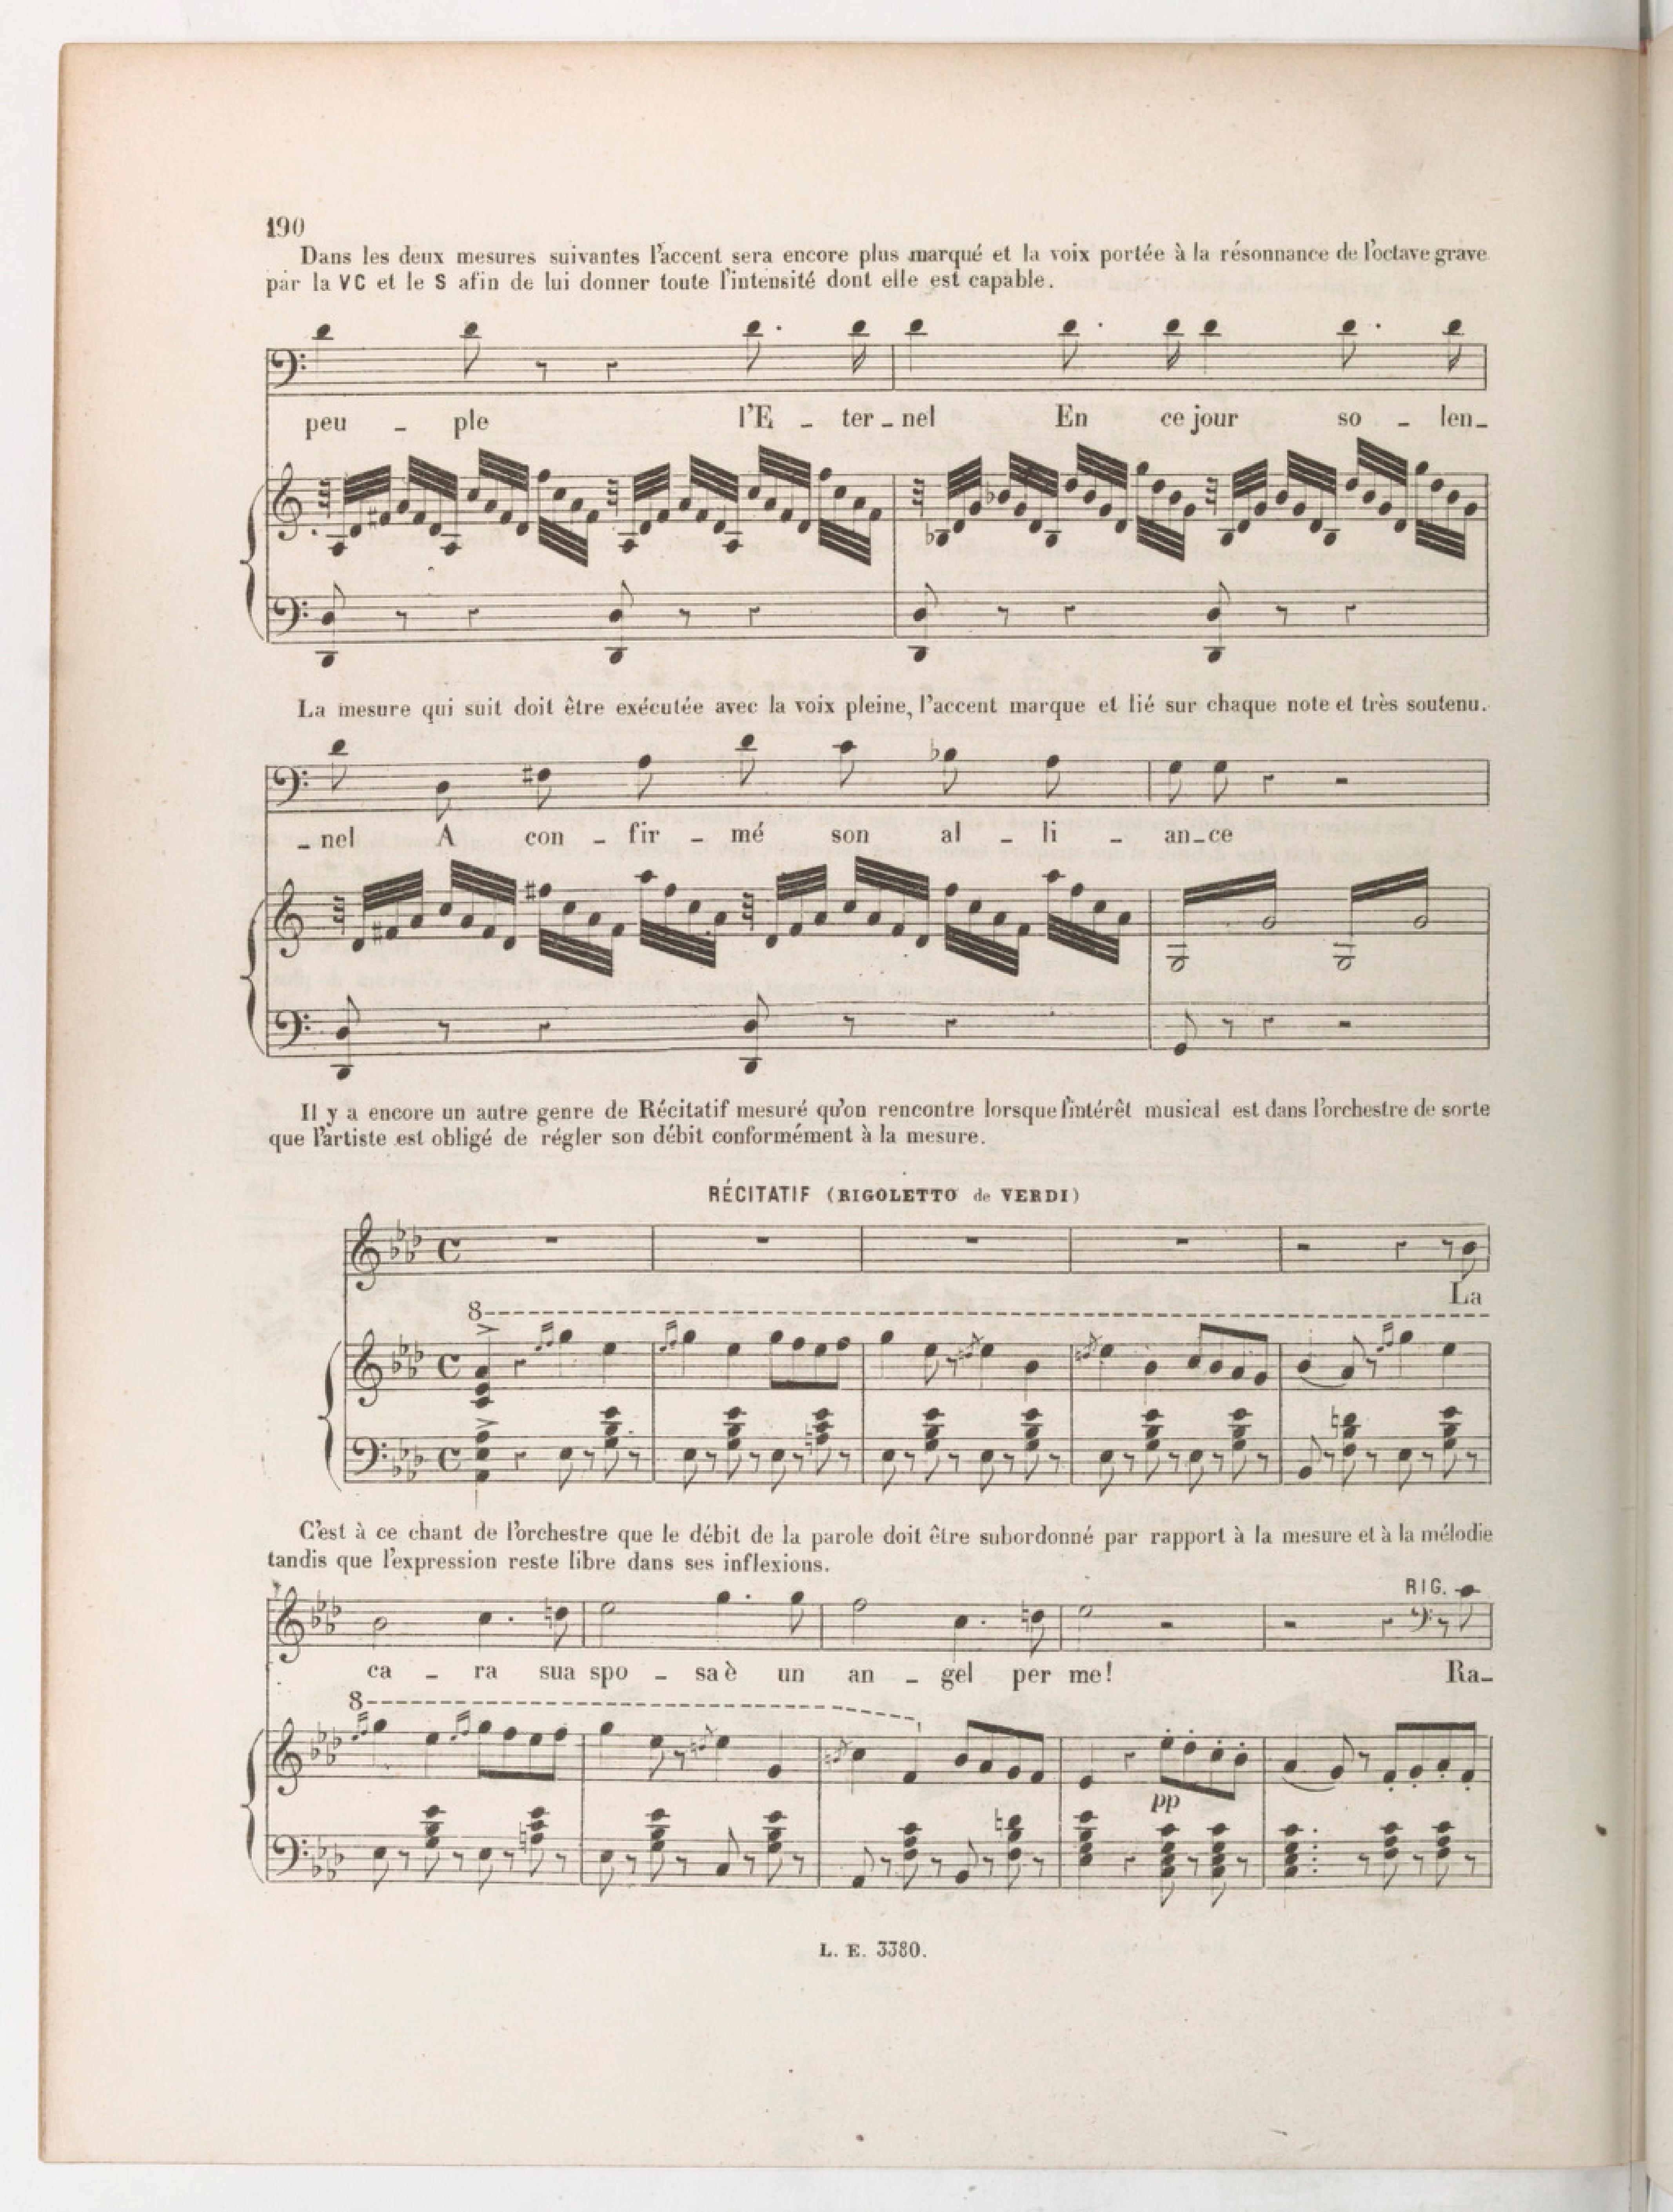 190
Dans les deux mesures suivantes l'accent sera encore plus marqué et la voix portée à la résonnance de l'octave grave
par la VC et le S afin de lui donner toute l'intensité dont elle est capable.
peu - ple l'E - ter - nel En ce jour so - len -
La mesure qui suit doit être exécutée avec la voix pleine, l'accent marque et lié sur chaque note et très soutenu.
- nel A con - fir - mé son al - li - an - ce
Il y a encore un autre genre de Récitatif mesuré qu'on rencontre lorsque l'intérêt musical est dans l'orchestre de sorte
que l'artiste est obligé de régler son débit conformément à la mesure.
RÉCITATIF (RIGOLETTO de VERDI)
La
8
C'est à ce chant de l'orchestre que le débit de la parole doit être subordonné par rapport à la mesure et à la mélodie
tandis que l'expression reste libre dans ses inflexions.
RIG.
ca - ra sua spo - sa è un an - gel per me! Ra -
8
pp
L. E. 3380.